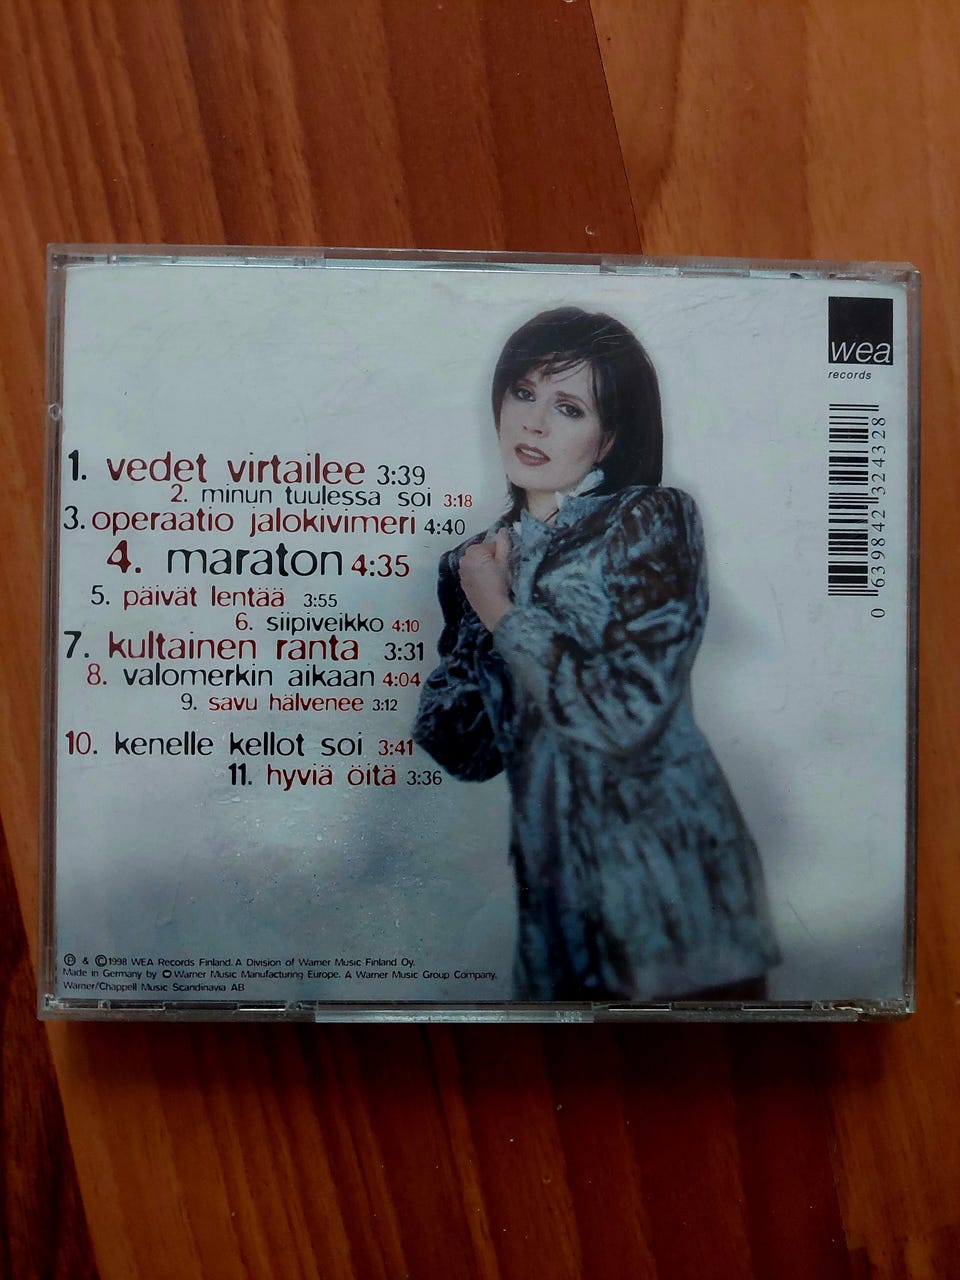 wea
records
0 639842 324328
1. vedet virtailee 3:39
2. minun tuulessa soi 3:18
3. operaatio jalokivimeri 4:40
4. maraton 4:35
5. päivät lentää 3:55
6. siipiveikko 4:10
7. kultainen ranta 3:31
8. valomerkin aikaan 4:04
9. savu hälvenee 3:12
10. kenelle kellot soi 3:41
11. hyviä öitä 3:36
℗ & ©1998 WEA Records Finland. A Division of Warner Music Finland Oy.
Made in Germany by Warner Music Manufacturing Europe. A Warner Music Group Company.
Warner/Chappell Music Scandinavia AB